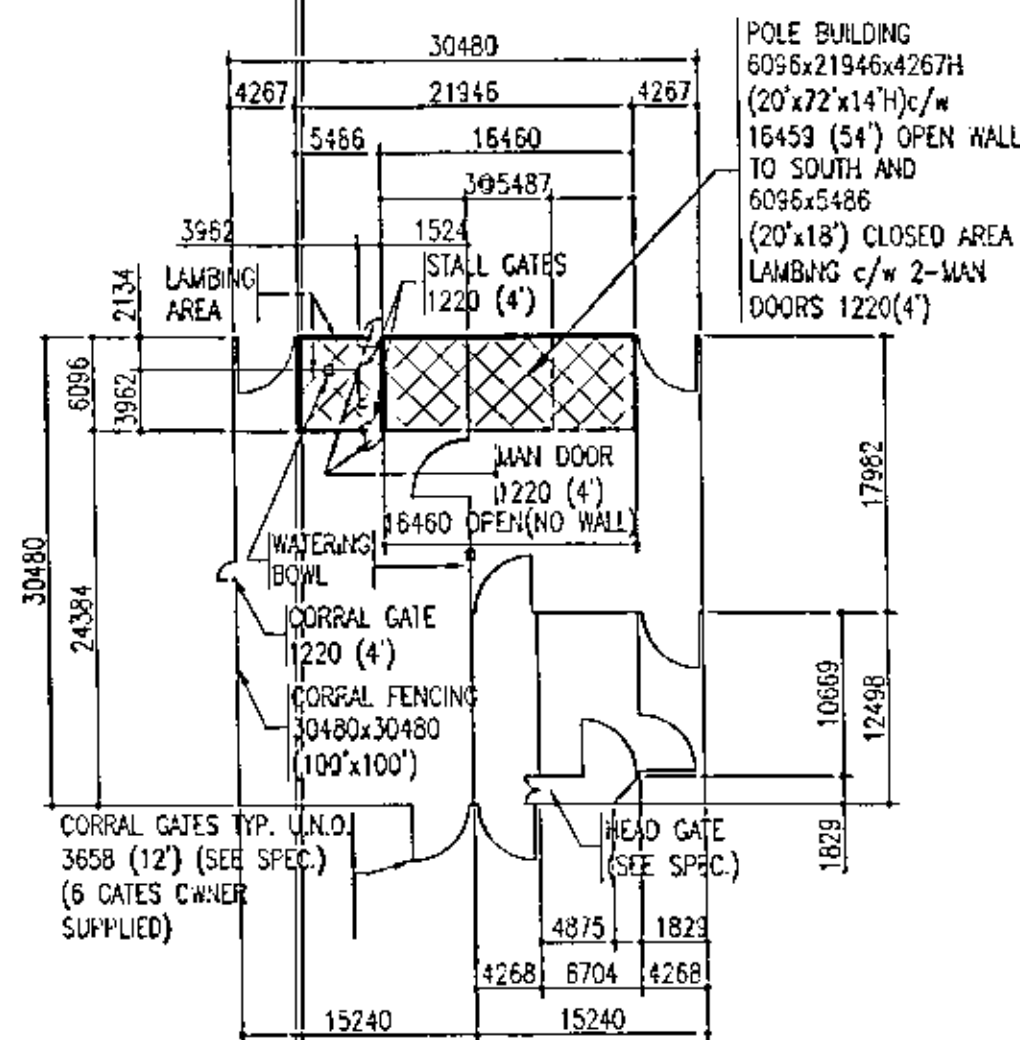 30480
4267 21946 4267
5486 16460
3@5487
3962 1524
POLE BUILDING
6096x21946x4267H
(20'x72'x14'H)c/w
16459 (54') OPEN WALL
TO SOUTH AND
6096x5486
(20'x18') CLOSED AREA
LAMBING c/w 2-MAN
DOORS 1220(4')
LAMBING
AREA
STALL GATES
1220 (4')
2134
6096
3962
30480
24384
MAN DOOR
1220 (4')
16460 OPEN(NO WALL)
WATERING
BOWL
CORRAL GATE
1220 (4')
CORRAL FENCING
30480x30480
(100'x100')
17982
10669
12498
1829
CORRAL GATES TYP. U.N.O.
3658 (12') (SEE SPEC.)
(6 GATES OWNER
SUPPLIED)
HEAD GATE
(SEE SPEC.)
4875 1829
4268 6704 4268
15240 15240